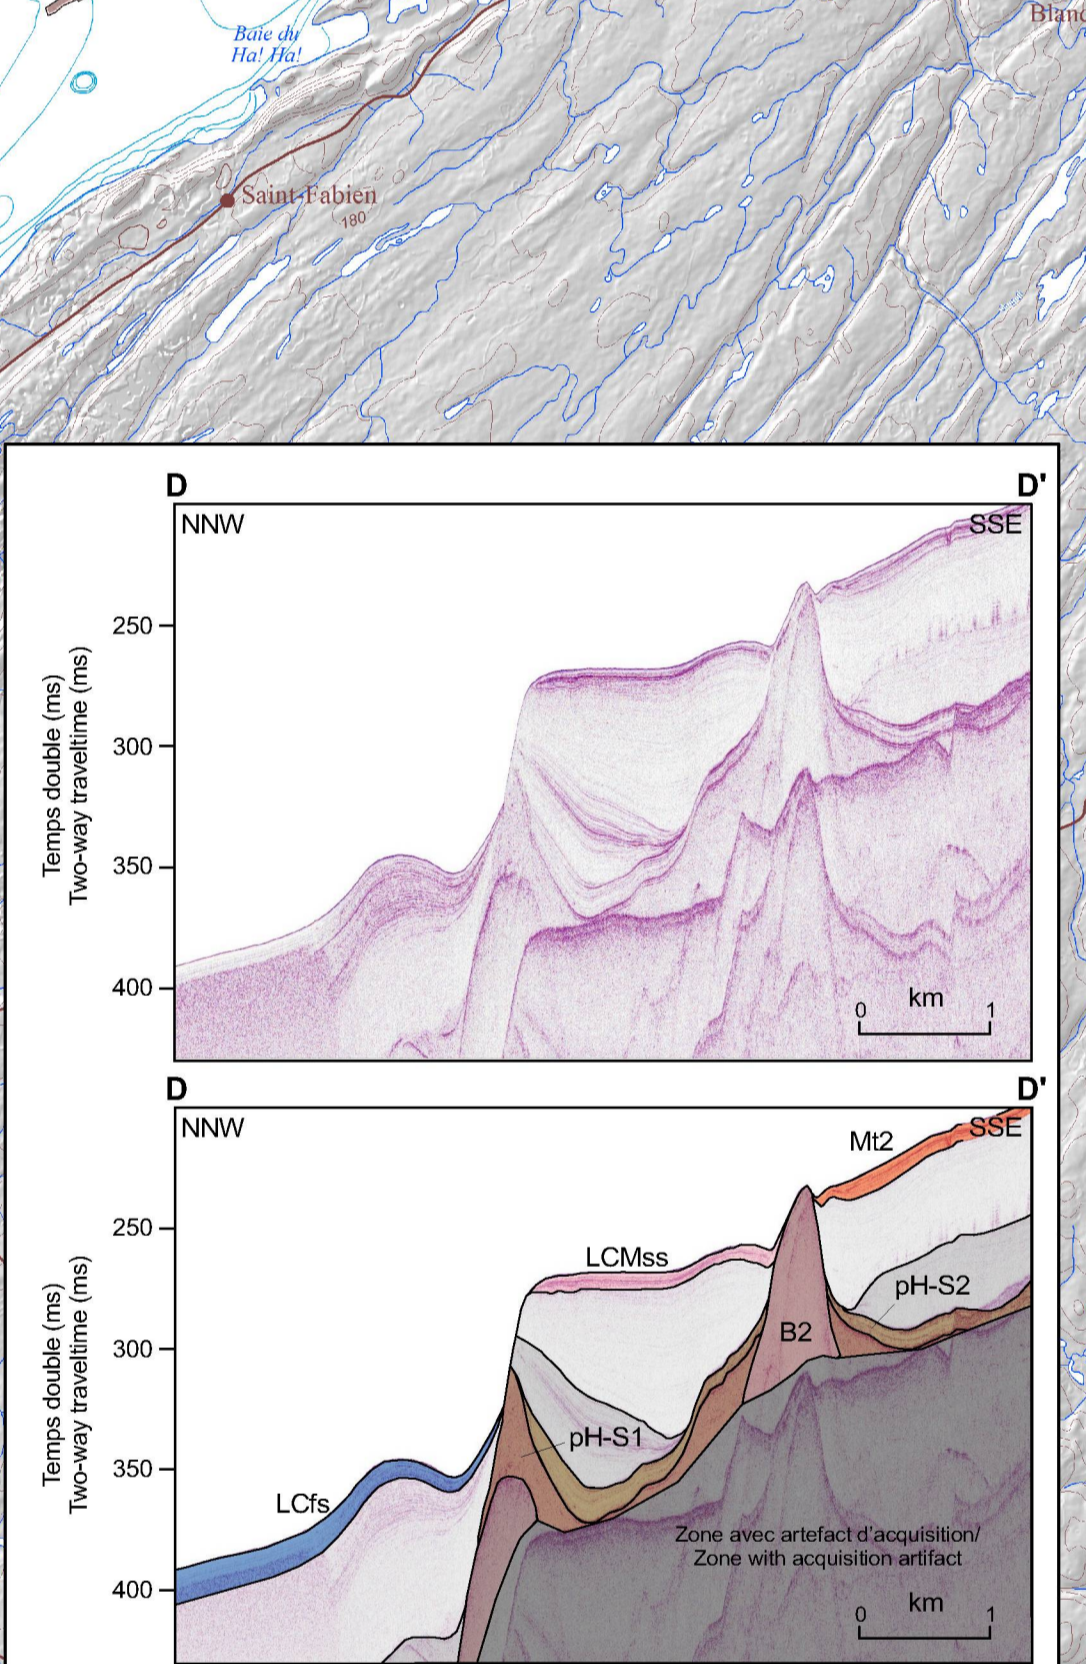 Baie du
Ha! Ha!
Saint-Fabien
180
D D'
NNW SSE
250
300
350
400
Temps double (ms)
Two-way traveltime (ms)
km
0 1
D D'
NNW SSE
Mt2
250
LCMss
pH-S2
B2
300
pH-S1
350
LCfs
400
Temps double (ms)
Two-way traveltime (ms)
Zone avec artefact d'acquisition/
Zone with acquisition artifact
km
0 1